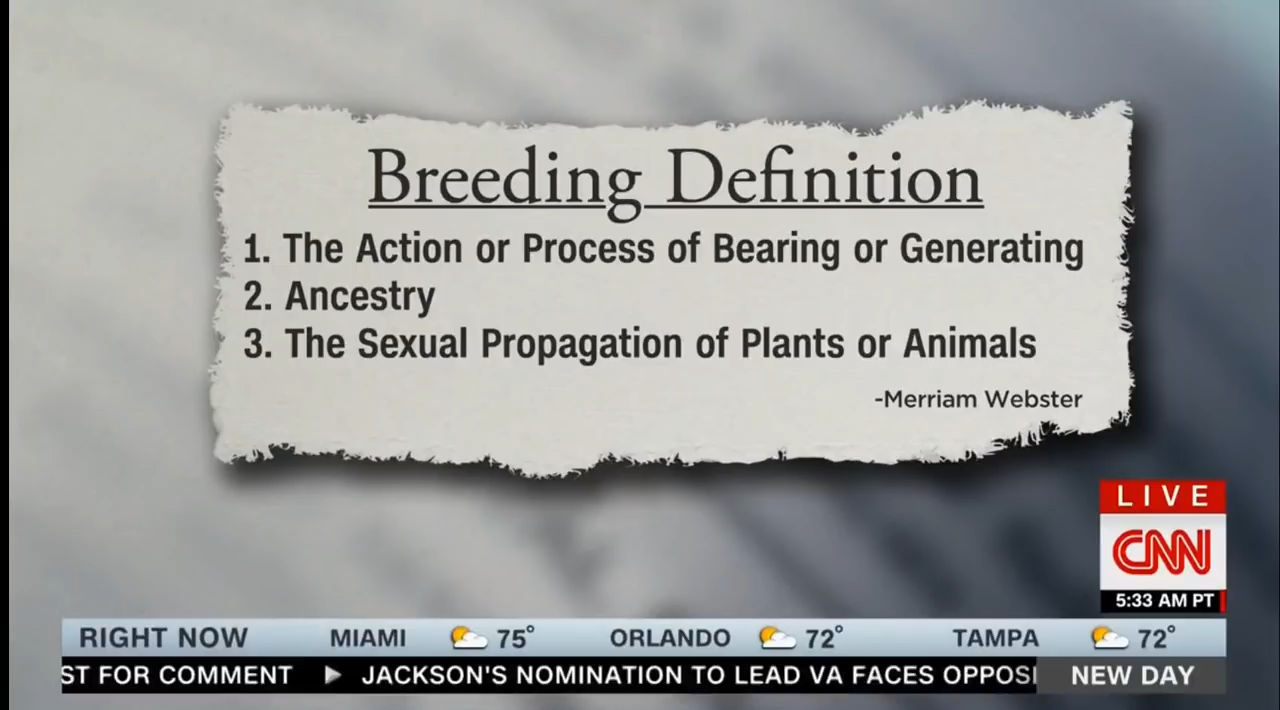 Breeding Definition
1. The Action or Process of Bearing or Generating
2. Ancestry
3. The Sexual Propagation of Plants or Animals
-Merriam Webster
LIVE
CNN
5:33 AM PT
RIGHT NOW MIAMI 75° ORLANDO 72° TAMPA 72°
ST FOR COMMENT ▶ JACKSON'S NOMINATION TO LEAD VA FACES OPPOSI NEW DAY